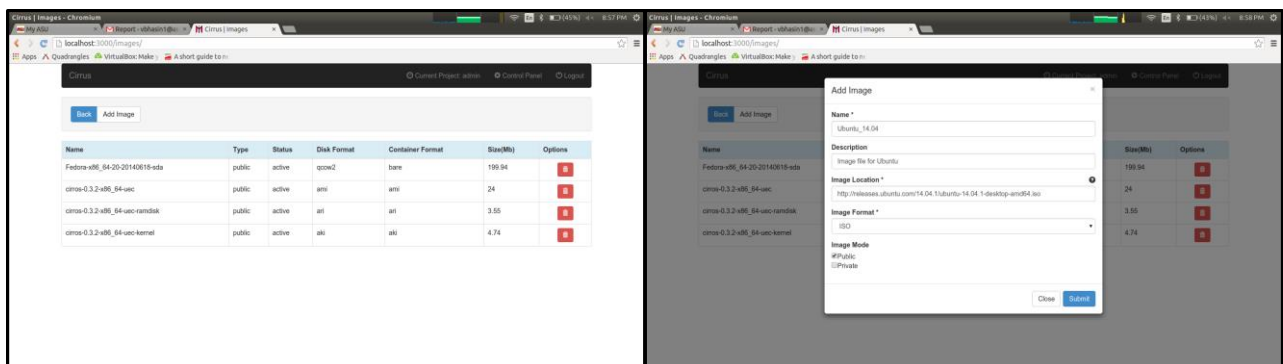 Cirrus | Images - Chromium
(45%) 8:57 PM
My ASU
Report - vbhasin1@
Cirrus | Images
localhost:3000/images/
Apps
Quadrangles
VirtualBox: Make
A short guide to
Cirrus
Current Project: admin
Control Panel
Logout
Back
Add Image
Name Type Status Disk Format Container Format Size(Mb) Options
Fedora-x86_64-20-20140618-sda public active qcow2 bare 199.94
cirros-0.3.2-x86_64-uec public active ami ami 24
cirros-0.3.2-x86_64-uec-ramdisk public active ari ari 3.55
cirros-0.3.2-x86_64-uec-kernel public active aki aki 4.74
Cirrus | Images - Chromium
(43%) 8:58 PM
My ASU
Report - vbhasin1@
Cirrus | Images
localhost:3000/images/
Apps
Quadrangles
VirtualBox: Make
A short guide to
Cirrus
Current Project: admin
Control Panel
Logout
Back
Add Image
Name Size(Mb) Options
Fedora-x86_64-20-20140618-sda 199.94
cirros-0.3.2-x86_64-uec 24
cirros-0.3.2-x86_64-uec-ramdisk 3.55
cirros-0.3.2-x86_64-uec-kernel 4.74
Add Image ×
Name *
Ubuntu_14.04
Description
Image file for Ubuntu
Image Location *
http://releases.ubuntu.com/14.04.1/ubuntu-14.04.1-desktop-amd64.iso
Image Format *
ISO
Image Mode
Public
Private
Close
Submit